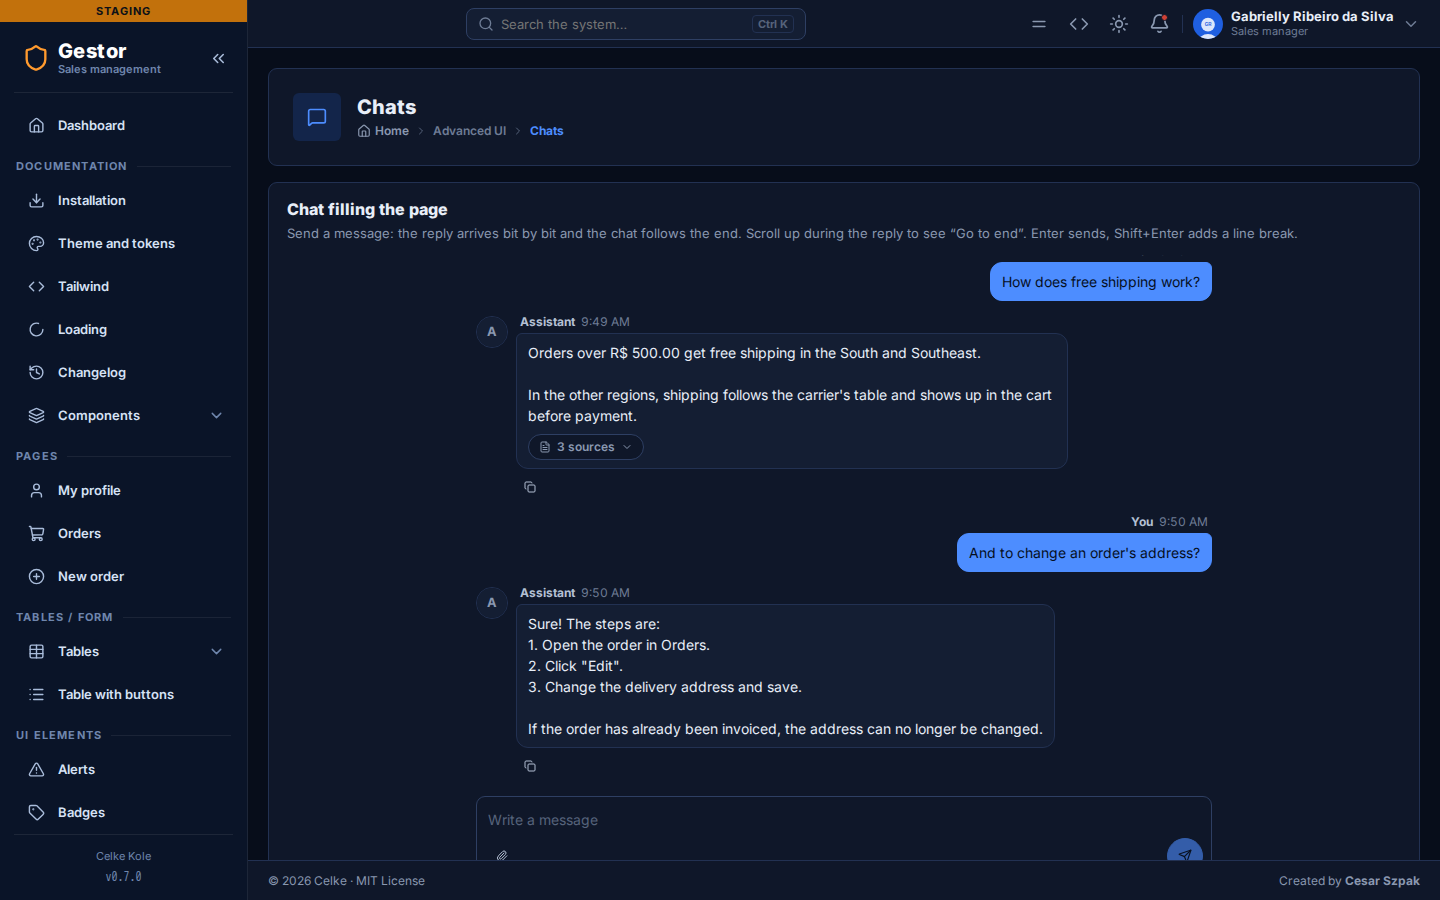 STAGING
Gestor
Sales management
Dashboard
DOCUMENTATION
Installation
Theme and tokens
Tailwind
Loading
Changelog
Components
PAGES
My profile
Orders
New order
TABLES / FORM
Tables
Table with buttons
UI ELEMENTS
Alerts
Badges
Celke Kole
v0.7.0
Search the system...
Ctrl K
GR
Gabrielly Ribeiro da Silva
Sales manager
Chats
Home
Advanced UI
Chats
Chat filling the page
Send a message: the reply arrives bit by bit and the chat follows the end. Scroll up during the reply to see “Go to end”. Enter sends, Shift+Enter adds a line break.
How does free shipping work?
A
Assistant 9:49 AM
Orders over R$ 500.00 get free shipping in the South and Southeast.
In the other regions, shipping follows the carrier's table and shows up in the cart
before payment.
3 sources
You 9:50 AM
And to change an order's address?
A
Assistant 9:50 AM
Sure! The steps are:
1. Open the order in Orders.
2. Click "Edit".
3. Change the delivery address and save.
If the order has already been invoiced, the address can no longer be changed.
Write a message
© 2026 Celke · MIT License
Created by Cesar Szpak